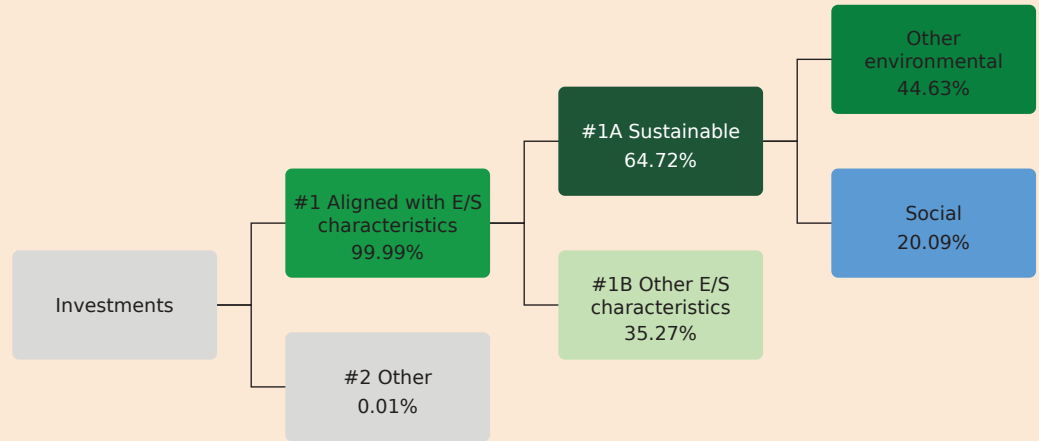 Investments
#1 Aligned with E/S
characteristics
99.99%
#2 Other
0.01%
#1A Sustainable
64.72%
#1B Other E/S
characteristics
35.27%
Other
environmental
44.63%
Social
20.09%